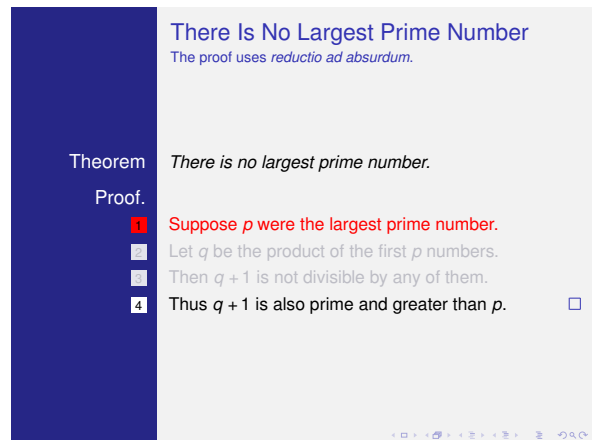 There Is No Largest Prime Number
The proof uses reductio ad absurdum.
Theorem There is no largest prime number.
Proof.
1 Suppose p were the largest prime number.
2 Let q be the product of the first p numbers.
3 Then q + 1 is not divisible by any of them.
4 Thus q + 1 is also prime and greater than p.